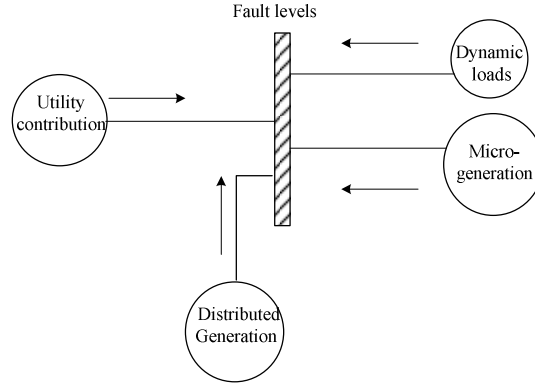 Fault levels
Dynamic
loads
Utility
contribution
Micro-
generation
Distributed
Generation